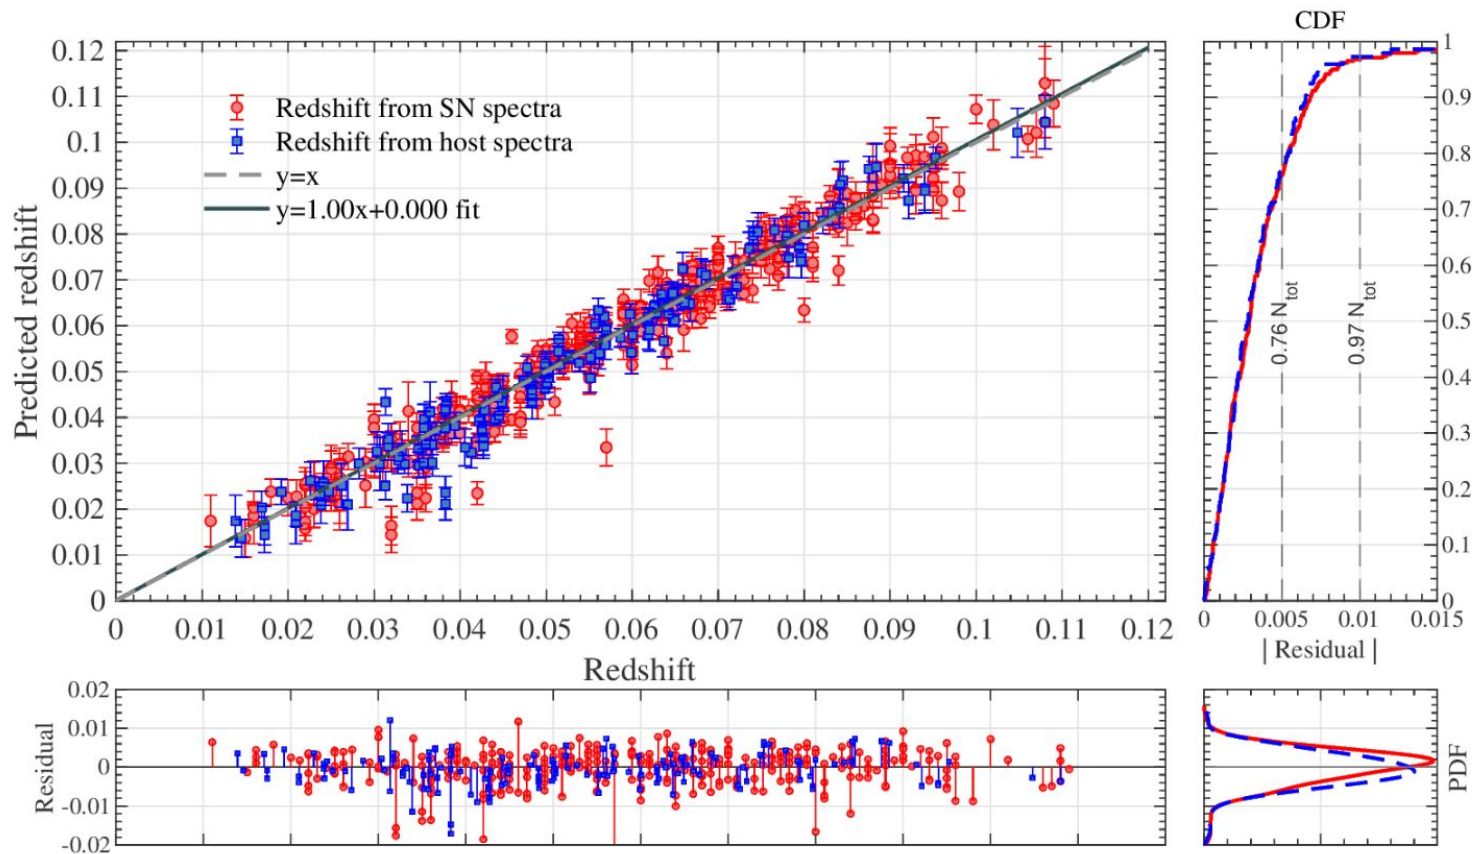 CDF
0.12
0.11
0.1
0.09
0.08
0.07
0.06
0.05
0.04
0.03
0.02
0.01
0
Predicted redshift
Redshift from SN spectra
Redshift from host spectra
y=x
y=1.00x+0.000 fit
0 0.01 0.02 0.03 0.04 0.05 0.06 0.07 0.08 0.09 0.1 0.11 0.12
Redshift
1
0.9
0.8
0.7
0.6
0.5
0.4
0.3
0.2
0.1
0
0.76 Ntot
0.97 Ntot
0 0.005 0.01 0.015
| Residual |
0.02
0.01
0
-0.01
-0.02
Residual
PDF